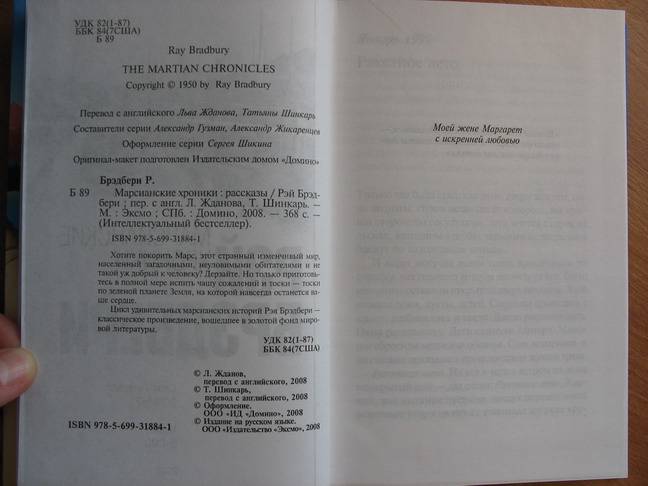 УДК 82(1-87)
ББК 84(7США)
Б 89
Ray Bradbury
THE MARTIAN CHRONICLES
Copyright © 1950 by Ray Bradbury
Перевод с английского Льва Жданова, Татьяны Шинкарь
Составители серии Александр Гузман, Александр Жикаренцев
Оформление серии Сергея Шикина
Оригинал-макет подготовлен Издательским домом «Домино»
Брэдбери Р.
Б 89 Марсианские хроники : рассказы / Рэй Брэд-
бери ; пер. с англ. Л. Жданова, Т. Шинкарь. —
М. : Эксмо ; СПб. : Домино, 2008. — 368 с. —
(Интеллектуальный бестселлер).
ISBN 978-5-699-31884-1
Хотите покорить Марс, этот странный изменчивый мир,
населенный загадочными, неуловимыми обитателями и не
такой уж добрый к человеку? Дерзайте. Но только приготовь-
тесь в полной мере испить чашу сожалений и тоски — тоски
по зеленой планете Земля, на которой навсегда останется ва-
ше сердце.
Цикл удивительных марсианских историй Рэя Брэдбери —
классическое произведение, вошедшее в золотой фонд миро-
вой литературы.
УДК 82(1-87)
ББК 84(7США)
© Л. Жданов,
перевод с английского, 2008
© Т. Шинкарь,
перевод с английского, 2008
© Оформление.
ООО «ИД «Домино», 2008
© Издание на русском языке.
ООО «Издательство «Эксмо», 2008
ISBN 978-5-699-31884-1
Моей жене Маргарет
с искренней любовью